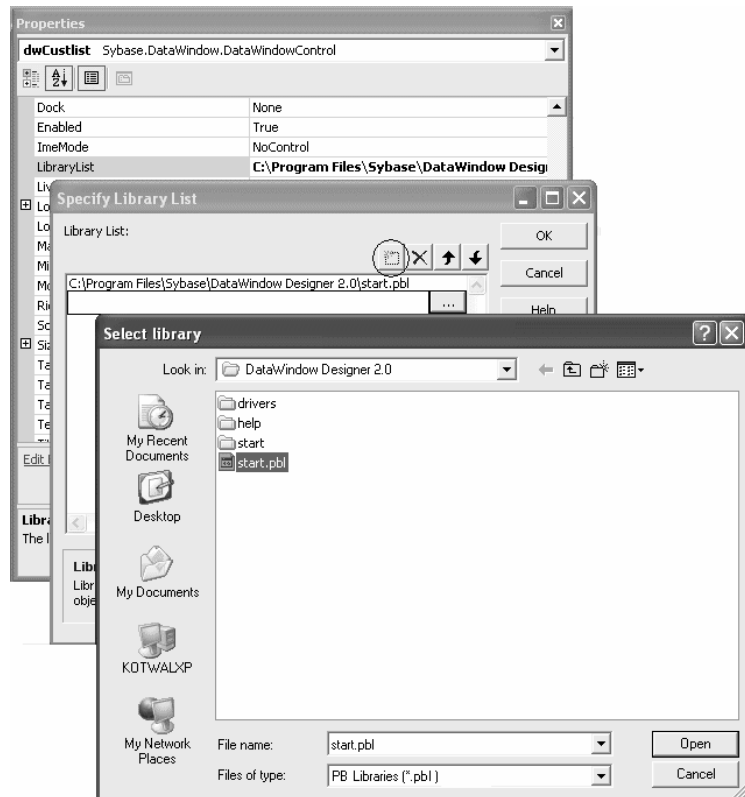 Properties
dwCustlist Sybase.DataWindow.DataWindowControl
Dock None
Enabled True
ImeMode NoControl
LibraryList C:\Program Files\Sybase\DataWindow Desig
Specify Library List
Library List:
OK
Cancel
Help
C:\Program Files\Sybase\DataWindow Designer 2.0\start.pbl
...
Select library
Look in: DataWindow Designer 2.0
drivers
help
start
start.pbl
My Recent
Documents
Desktop
My Documents
KOTWALXP
My Network
Places
File name: start.pbl Open
Files of type: PB Libraries (*.pbl ) Cancel